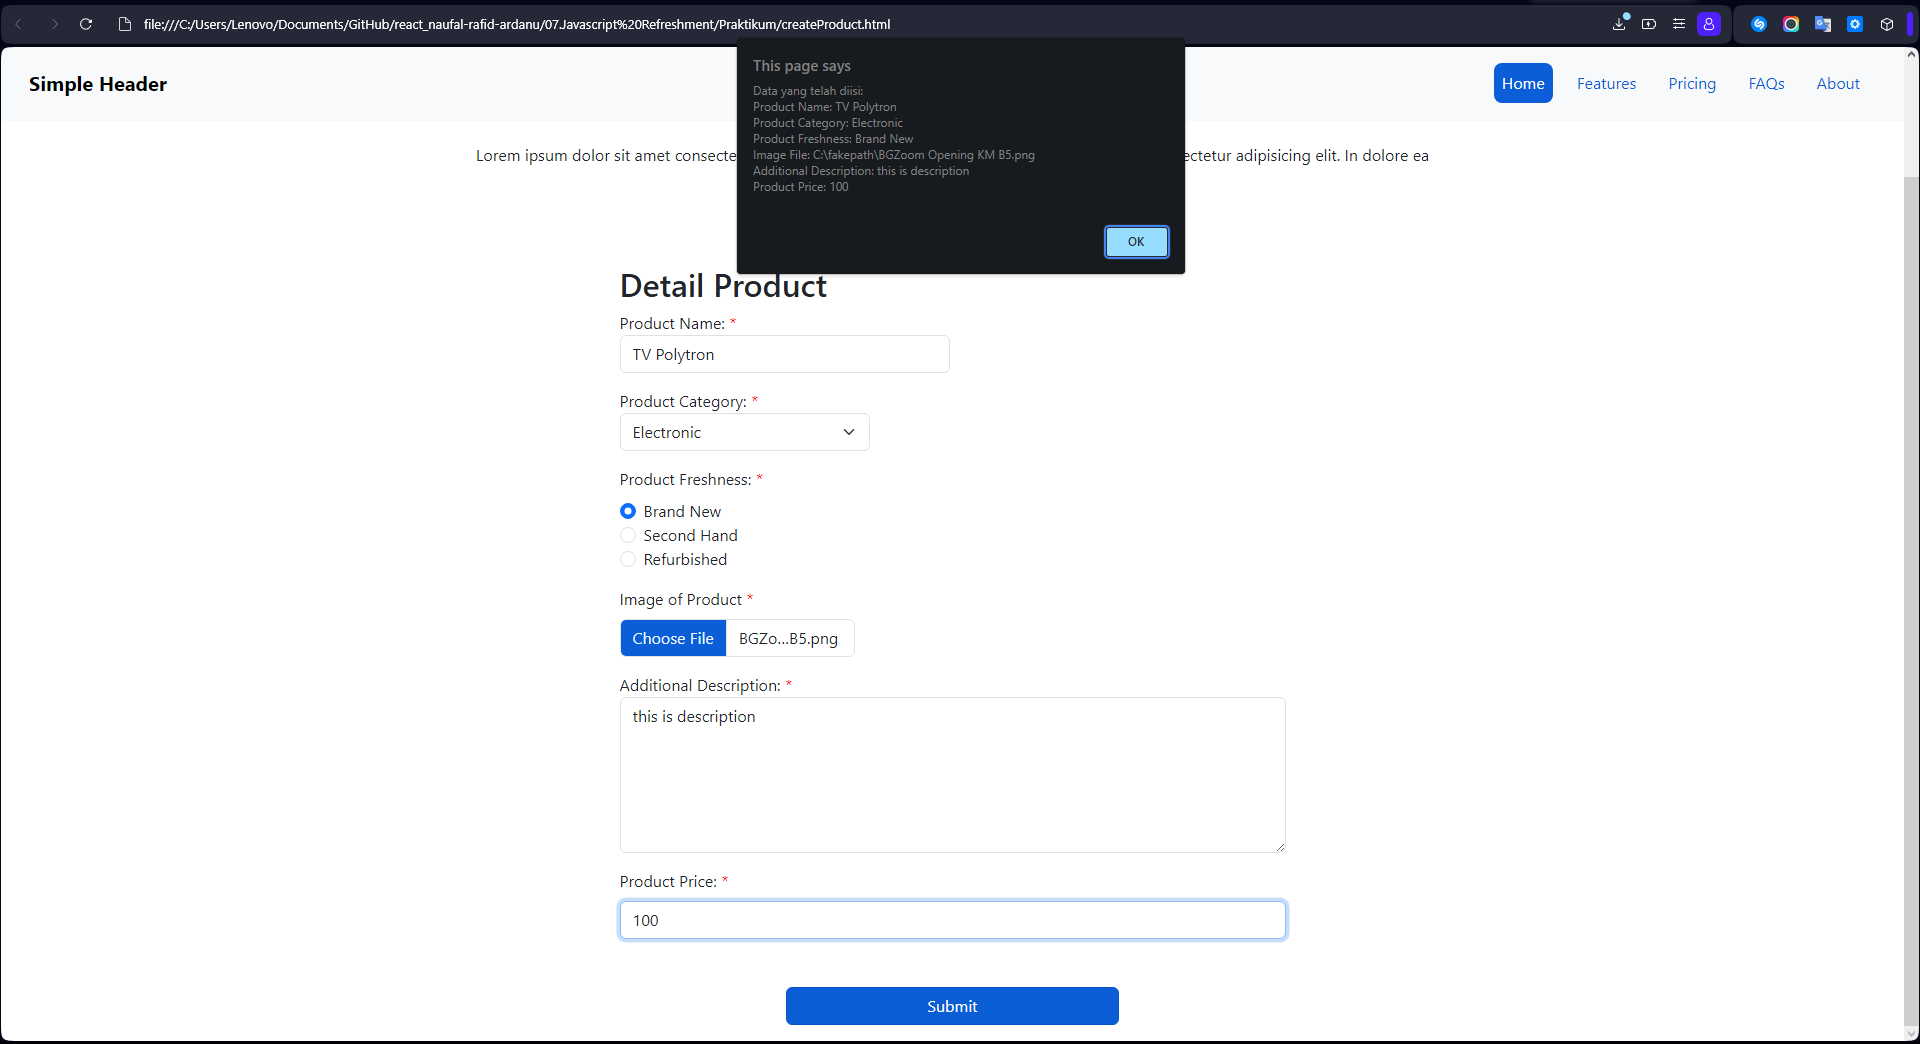 file:///C:/Users/Lenovo/Documents/GitHub/react_naufal-rafid-ardanu/07.Javascript%20Refreshment/Praktikum/createProduct.html
This page says
Data yang telah diisi:
Product Name: TV Polytron
Product Category: Electronic
Product Freshness: Brand New
Image File: C:\fakepath\BGZoom Opening KM B5.png
Additional Description: this is description
Product Price: 100
OK
Simple Header
Home Features Pricing FAQs About
Lorem ipsum dolor sit amet consecte ectetur adipisicing elit. In dolore ea
Detail Product
Product Name: *
TV Polytron
Product Category: *
Electronic
Product Freshness: *
Brand New
Second Hand
Refurbished
Image of Product *
Choose File BGZo...B5.png
Additional Description: *
this is description
Product Price: *
100
Submit